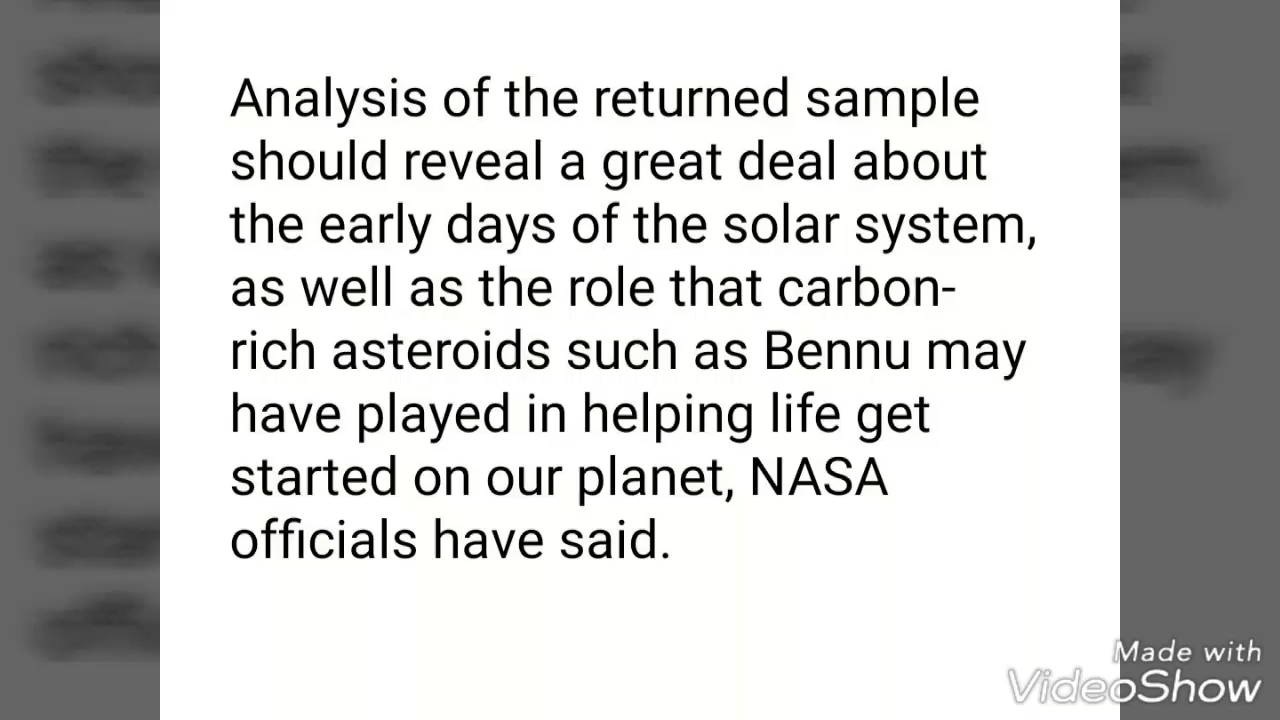 Analysis of the returned sample
should reveal a great deal about
the early days of the solar system,
as well as the role that carbon-
rich asteroids such as Bennu may
have played in helping life get
started on our planet, NASA
officials have said.
Made with
VideoShow